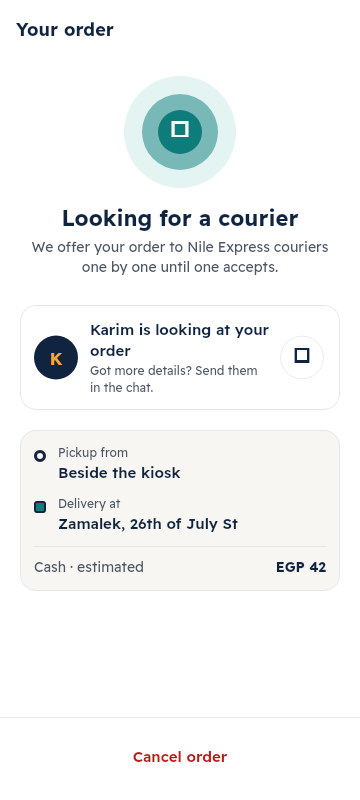 Your order
Looking for a courier
We offer your order to Nile Express couriers
one by one until one accepts.
K
Karim is looking at your
order
Got more details? Send them
in the chat.
Pickup from
Beside the kiosk
Delivery at
Zamalek, 26th of July St
Cash · estimated
EGP 42
Cancel order